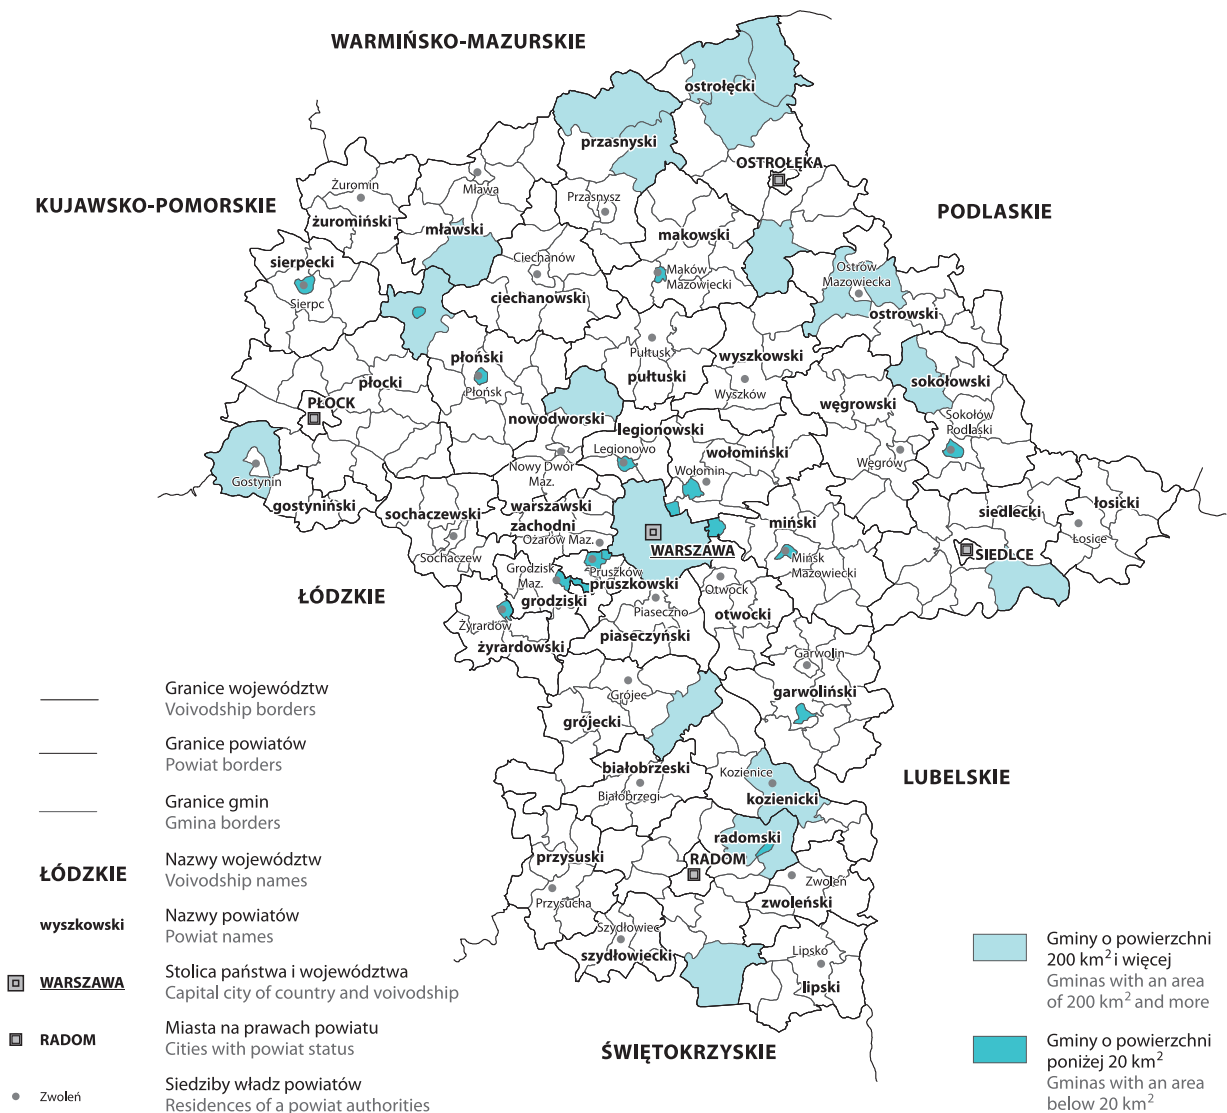 WARMIŃSKO-MAZURSKIE
ostrołęcki
przasnyski
OSTROŁĘKA
Żuromin
Mława
Przasnysz
KUJAWSKO-POMORSKIE
PODLASKIE
żuromiński
mławski
makowski
sierpecki
Ciechanów
Maków
Mazowiecki
Ostrów
Mazowiecka
Sierpc
ciechanowski
ostrowski
Pułtusk
płoński
wyszkowski
płocki
Płońsk
pułtuski
Wyszków
sokołowski
PŁOCK
nowodworski
węgrowski
Sokołów
Podlaski
legionowski
Legionowo
wołomiński
Gostynin
Nowy Dwór
Maz.
Wołomin
Węgrów
gostyniński
sochaczewski
warszawski
zachodni
miński
siedlecki
łosicki
Ożarów Maz.
WARSZAWA
Sochaczew
SIEDLCE
Łosice
Mińsk
Mazowiecki
Grodzisk
Maz.
Pruszków
pruszkowski
ŁÓDZKIE
grodziski
Otwock
Piaseczno
otwocki
Żyrardów
piaseczyński
żyrardowski
Garwolin
Grójec
garwoliński
grójecki
białobrzeski
Kozienice
LUBELSKIE
Białobrzegi
kozienicki
radomski
przysuski
RADOM
Zwoleń
Przysucha
zwoleński
Szydłowiec
szydłowiecki
Lipsko
lipski
ŚWIĘTOKRZYSKIE
Granice województw
Voivodship borders
Granice powiatów
Powiat borders
Granice gmin
Gmina borders
ŁÓDZKIE
Nazwy województw
Voivodship names
wyszkowski
Nazwy powiatów
Powiat names
WARSZAWA
Stolica państwa i województwa
Capital city of country and voivodship
RADOM
Miasta na prawach powiatu
Cities with powiat status
Zwoleń
Siedziby władz powiatów
Residences of a powiat authorities
Gminy o powierzchni
200 km² i więcej
Gminas with an area
of 200 km² and more
Gminy o powierzchni
poniżej 20 km²
Gminas with an area
below 20 km²